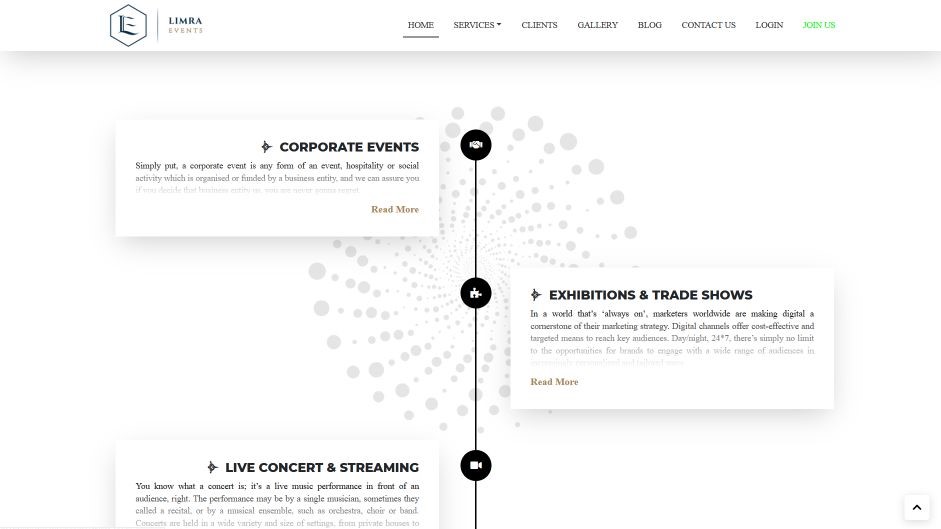 LIMRA
EVENTS
HOME
SERVICES
CLIENTS
GALLERY
BLOG
CONTACT US
LOGIN
JOIN US
CORPORATE EVENTS
Simply put, a corporate event is any form of an event, hospitality or social
activity which is organised or funded by a business entity, and we can assure you
if you decide that business entity us, you are never gonna regret.
Read More
EXHIBITIONS & TRADE SHOWS
In a world that's ‘always on’, marketers worldwide are making digital a
cornerstone of their marketing strategy. Digital channels offer cost-effective and
targeted means to reach key audiences. Day/night, 24*7, there's simply no limit
to the opportunities for brands to engage with a wide range of audiences in
Read More
LIVE CONCERT & STREAMING
You know what a concert is; it's a live music performance in front of an
audience, right. The performance may be by a single musician, sometimes they
called a recital, or by a musical ensemble, such as orchestra, choir or band.
Concerts are held in a wide variety and size of settings, from private houses to